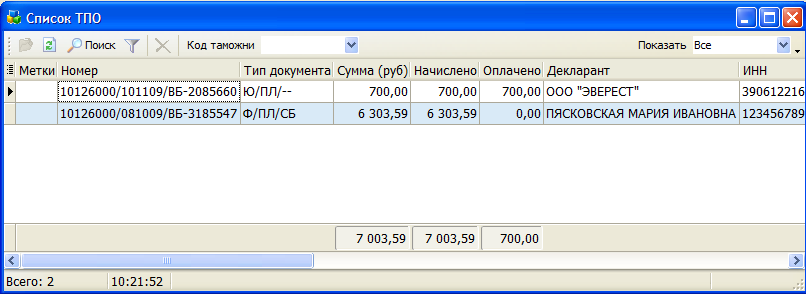 Список ТПО
Поиск Код таможни Показать Все
Метки Номер Тип документа Сумма (руб) Начислено Оплачено Декларант ИНН
10126000/101109/ВБ-2085660 Ю/ПЛ/-- 700,00 700,00 700,00 ООО "ЭВЕРЕСТ" 390612216
10126000/081009/ВБ-3185547 Ф/ПЛ/СБ 6 303,59 6 303,59 0,00 ПЯСКОВСКАЯ МАРИЯ ИВАНОВНА 123456789
7 003,59 7 003,59 700,00
Всего: 2 10:21:52